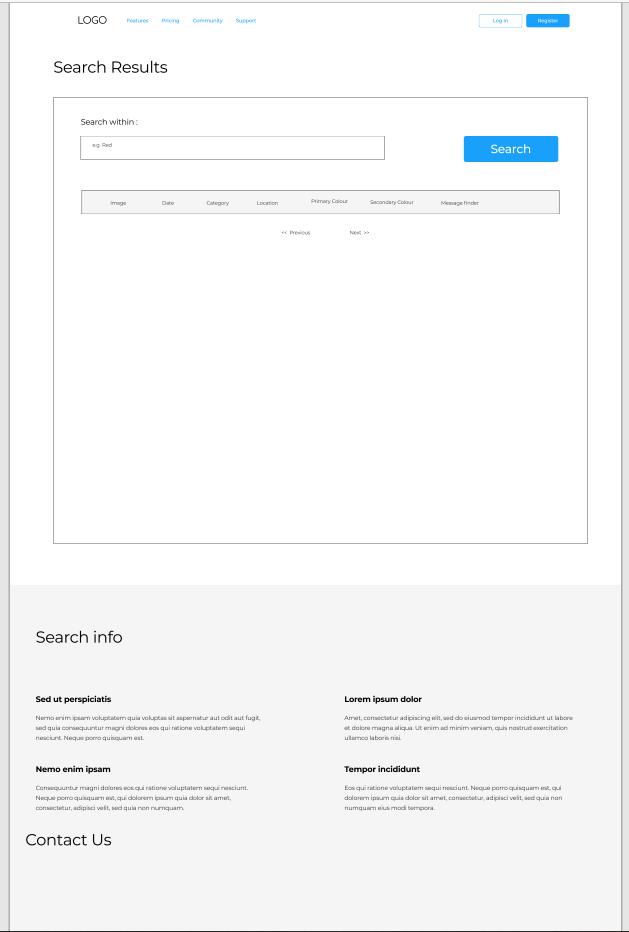 LOGO Features Pricing Community Support Log In Register
Search Results
Search within :
e.g Red
Search
Image Date Category Location Primary Colour Secondary Colour Message finder
<< Previous Next >>
Search info
Sed ut perspiciatis
Nemo enim ipsam voluptatem quia voluptas sit aspernatur aut odit aut fugit,
sed quia consequuntur magni dolores eos qui ratione voluptatem sequi
nesciunt. Neque porro quisquam est.
Lorem ipsum dolor
Amet, consectetur adipiscing elit, sed do eiusmod tempor incididunt ut labore
et dolore magna aliqua. Ut enim ad minim veniam, quis nostrud exercitation
ullamco laboris nisi.
Nemo enim ipsam
Consequuntur magni dolores eos qui ratione voluptatem sequi nesciunt.
Neque porro quisquam est, qui dolorem ipsum quia dolor sit amet,
consectetur, adipisci velit, sed quia non numquam.
Tempor incididunt
Eos qui ratione voluptatem sequi nesciunt. Neque porro quisquam est, qui
dolorem ipsum quia dolor sit amet, consectetur, adipisci velit, sed quia non
numquam eius modi tempora.
Contact Us